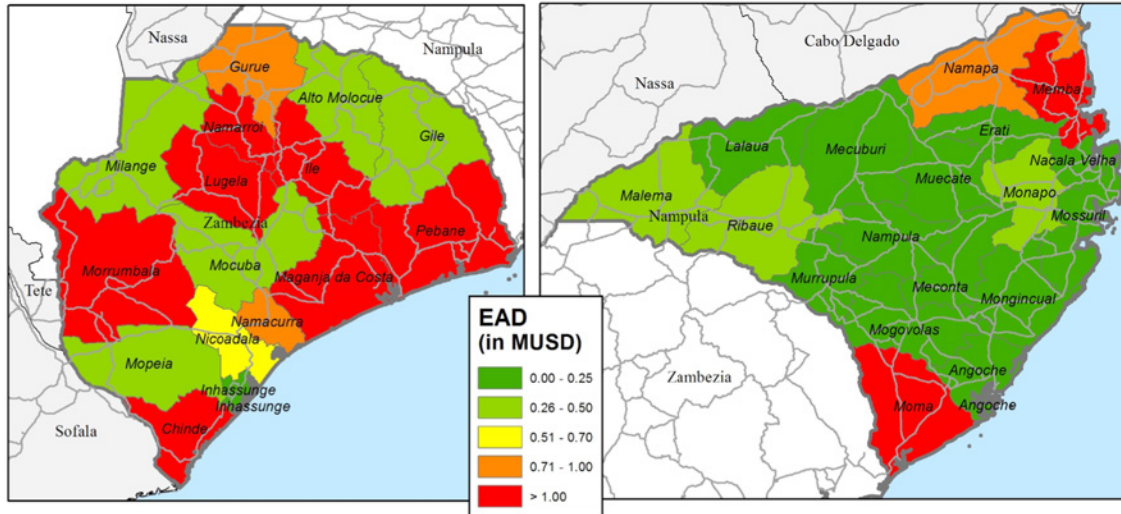 Nassa
Nampula
Gurue
Alto Molocue
Namarroi
Gile
Milange
Ile
Lugela
Zambezia
Pebane
Morrumbala
Mocuba
Maganja da Costa
Tete
Namacurra
Nicoadala
Mopeia
Inhassunge
Inhassunge
Chinde
Sofala
EAD
(in MUSD)
0.00 - 0.25
0.26 - 0.50
0.51 - 0.70
0.71 - 1.00
> 1.00
Cabo Delgado
Nassa
Namapa
Memba
Erati
Lalaua
Mecuburi
Nacala Velha
Muecate
Malema
Monapo
Nampula
Ribaue
Mossuril
Nampula
Murrupula
Meconta
Mongincual
Mogovolas
Angoche
Zambezia
Moma
Angoche